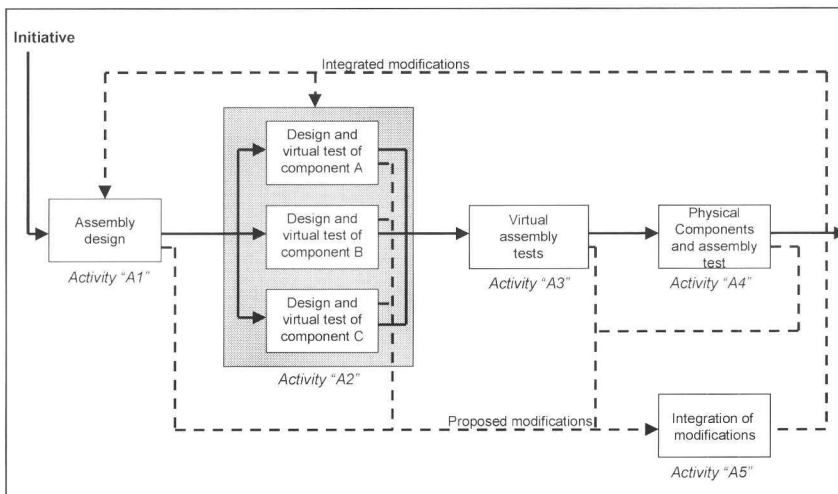 Initiative
Integrated modifications
Design and
virtual test of
component A
Assembly
design
Activity "A1"
Design and
virtual test of
component B
Design and
virtual test of
component C
Activity "A2"
Virtual
assembly
tests
Activity "A3"
Physical
Components
and assembly
test
Activity "A4"
Proposed modifications
Integration of
modifications
Activity "A5"